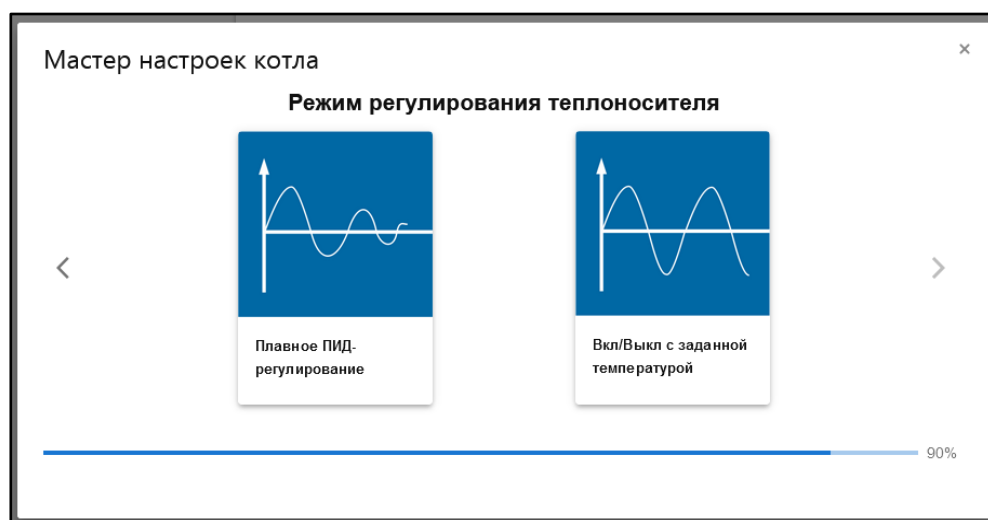 Мастер настроек котла
×
Режим регулирования теплоносителя
Плавное ПИД-
регулирование
Вкл/Выкл с заданной
температурой
90%